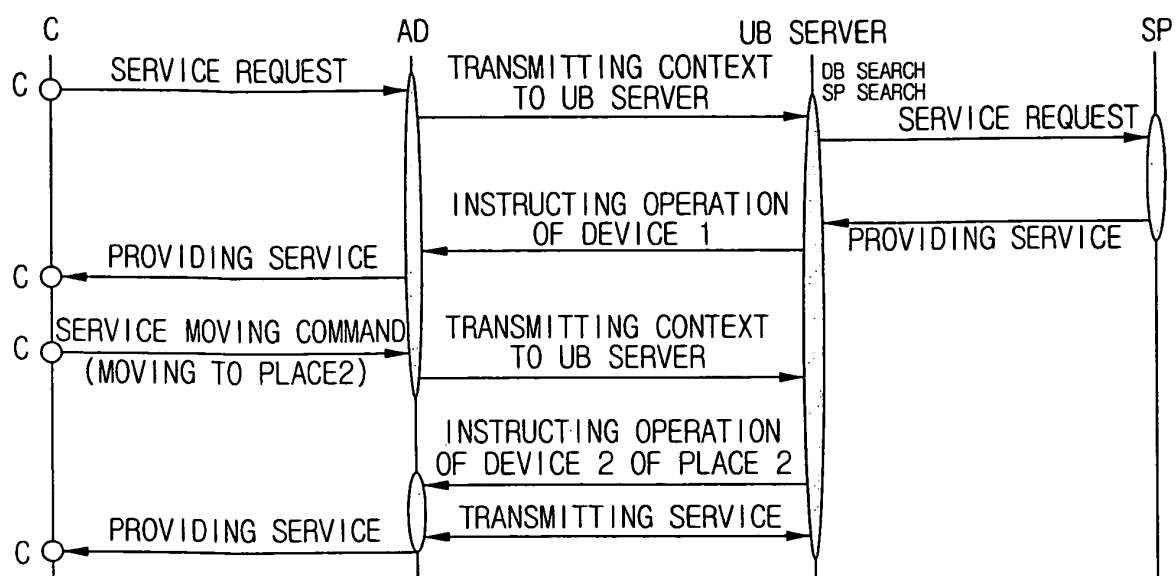 C
AD
UB SERVER
SP
C
SERVICE REQUEST
TRANSMITTING CONTEXT
TO UB SERVER
DB SEARCH
SP SEARCH
SERVICE REQUEST
INSTRUCTING OPERATION
OF DEVICE 1
PROVIDING SERVICE
C
PROVIDING SERVICE
C
SERVICE MOVING COMMAND
(MOVING TO PLACE2)
TRANSMITTING CONTEXT
TO UB SERVER
INSTRUCTING OPERATION
OF DEVICE 2 OF PLACE 2
TRANSMITTING SERVICE
C
PROVIDING SERVICE